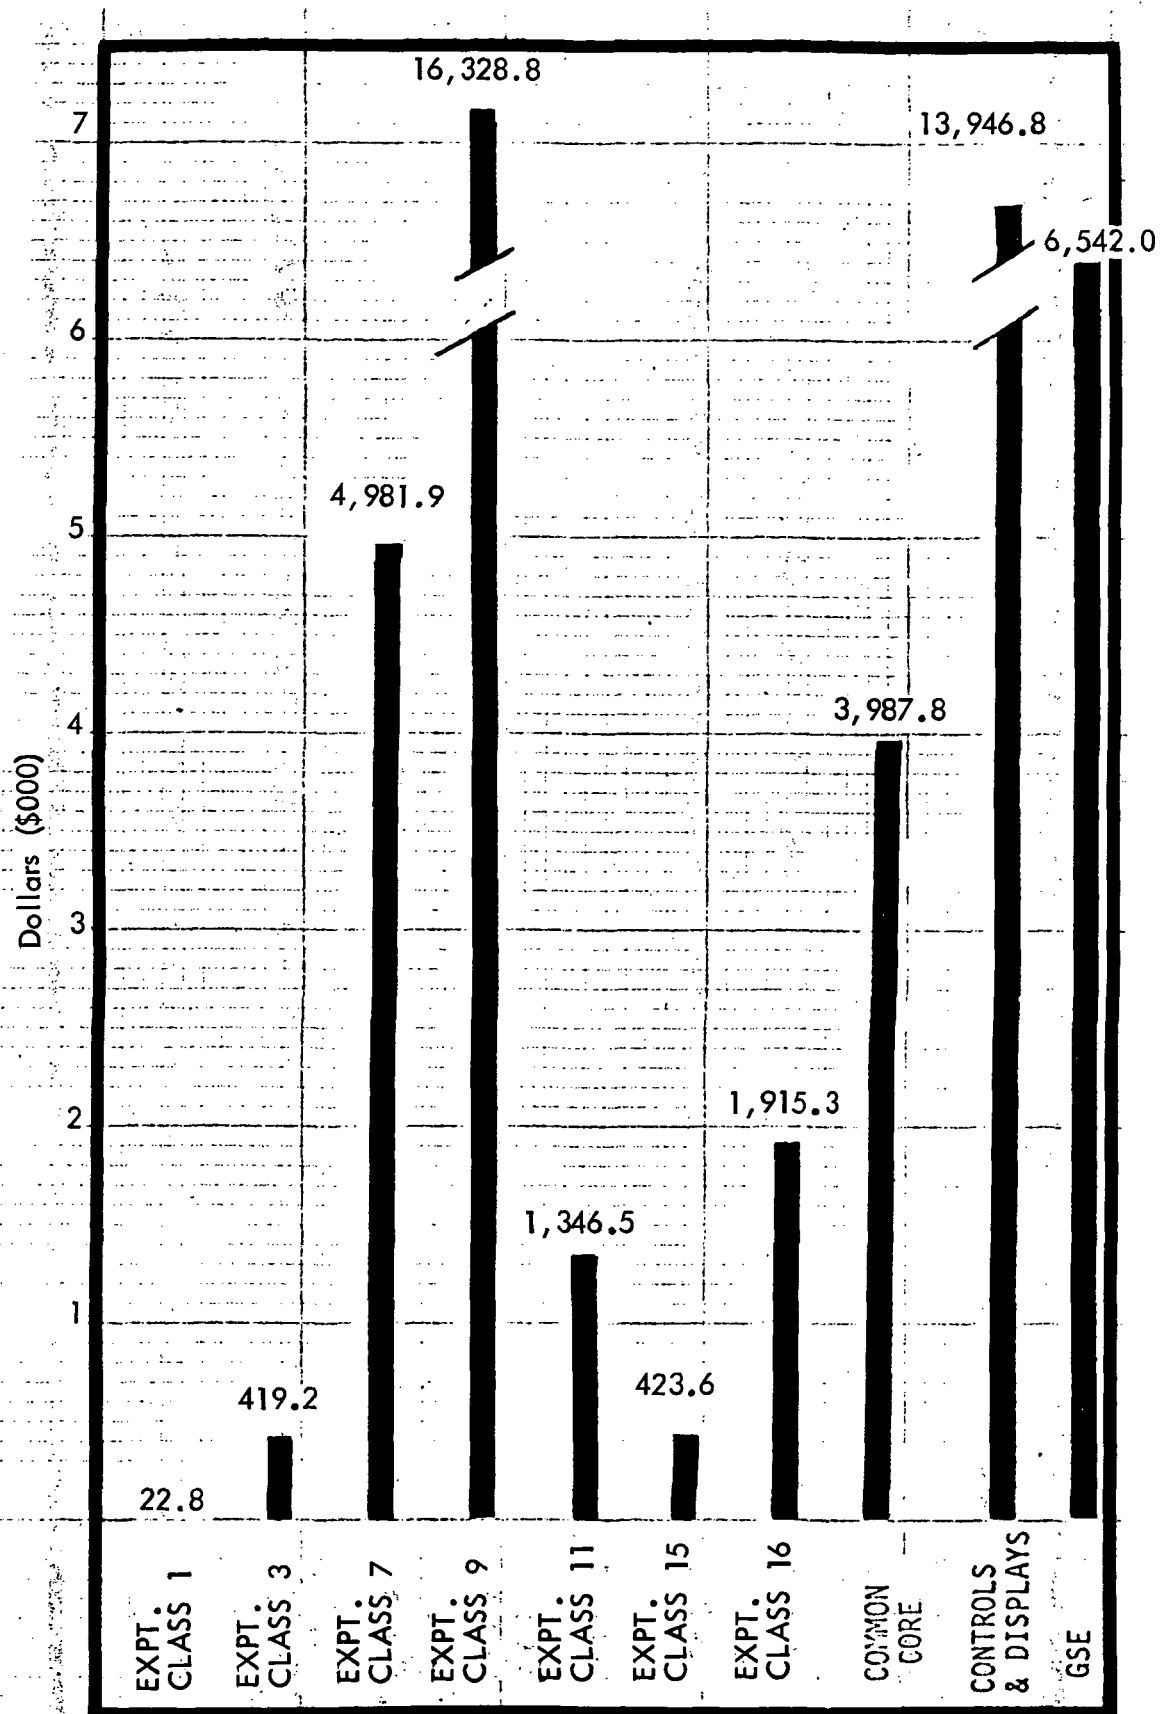 16,328.8
7
13,946.8
6,542.0
6
4,981.9
5
3,987.8
4
Dollars ($000)
3
2
1,915.3
1,346.5
1
419.2
423.6
22.8
EXPT.
CLASS 1
EXPT.
CLASS 3
EXPT.
CLASS 7
EXPT.
CLASS 9
EXPT.
CLASS 11
EXPT.
CLASS 15
EXPT.
CLASS 16
COMMON
CORE
CONTROLS
& DISPLAYS
GSE